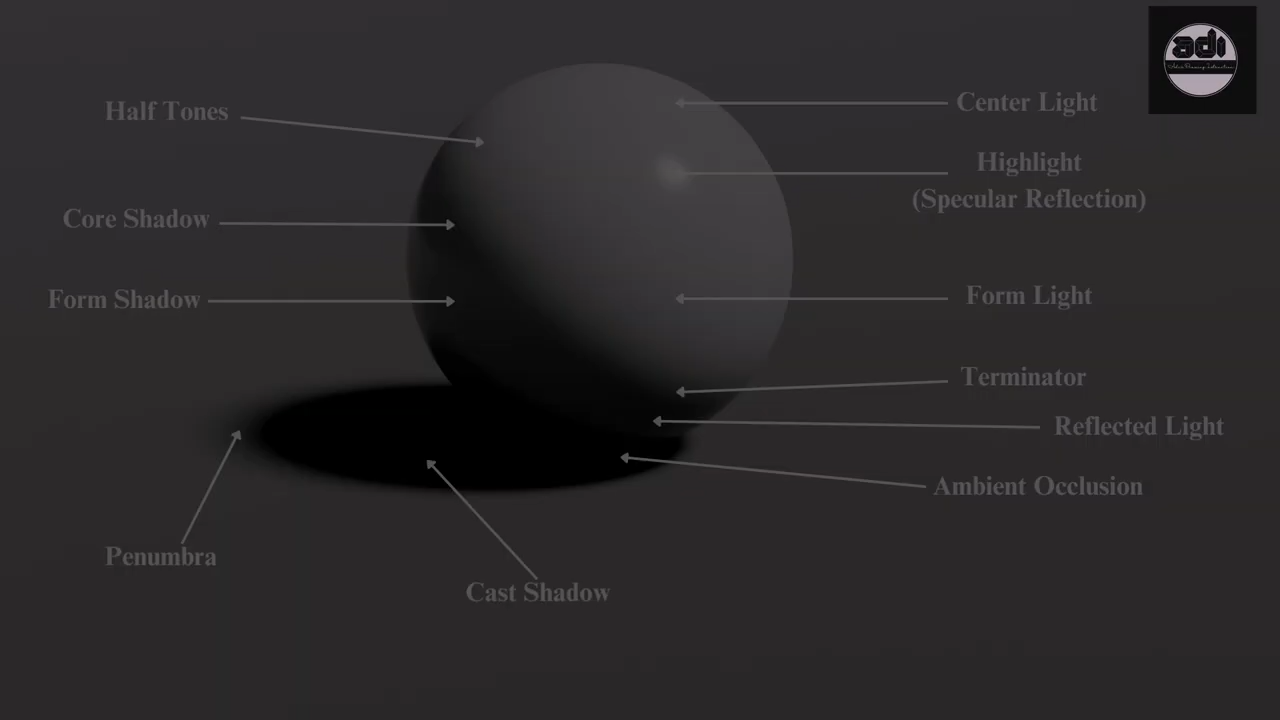 adi
Half Tones
Center Light
Highlight
(Specular Reflection)
Core Shadow
Form Shadow
Form Light
Terminator
Reflected Light
Ambient Occlusion
Penumbra
Cast Shadow